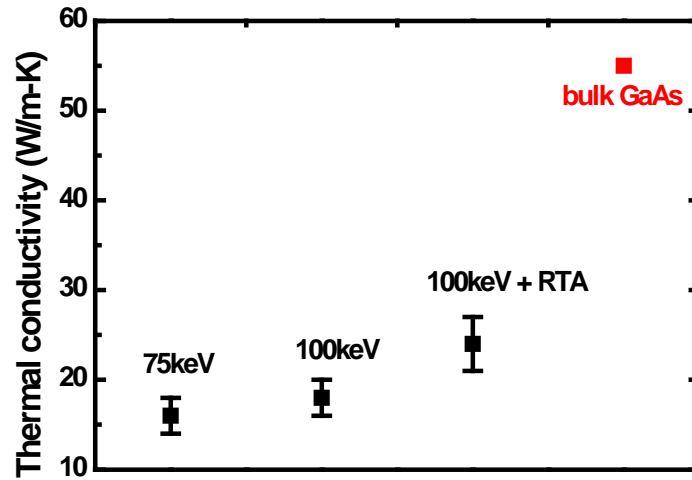 Thermal conductivity (W/m-K)
60
50
40
30
20
10
75keV
100keV
100keV + RTA
bulk GaAs